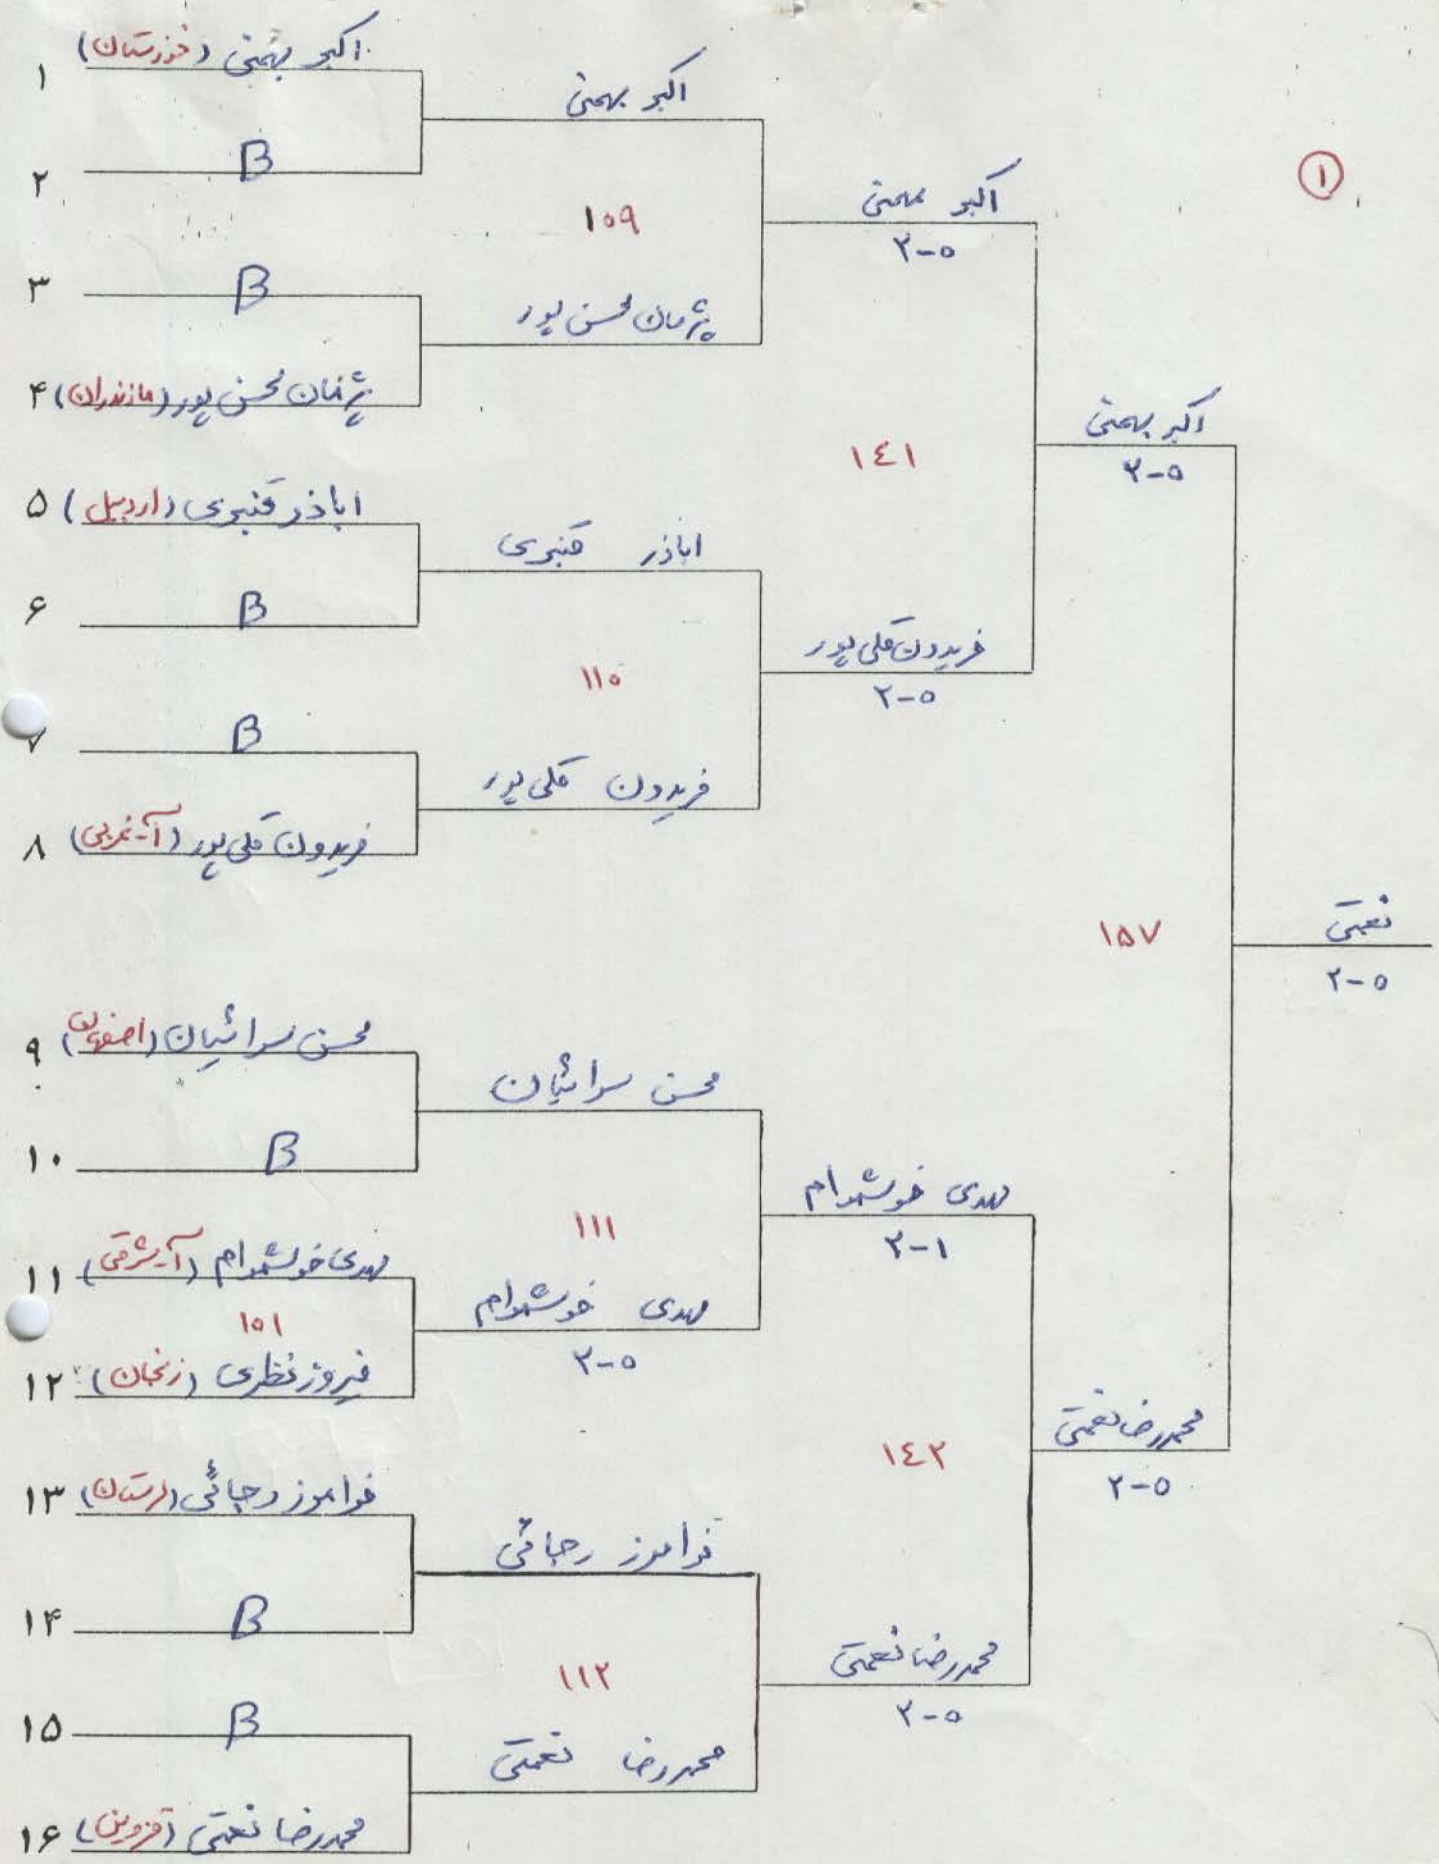 ۱ اکبر بهمنی (خوزستان)
اکبر بهمنی
۲ B
۱
اکبر بهمنی
۲-۰
۱۰۹
۳ B
پژمان محسن پور
۴ پژمان محسن پور (مازندران)
اکبر بهمنی
۲-۰
۱۴۱
۵ اباذر قنبری (اردبیل)
اباذر قنبری
۶ B
فریدون قلی پور
۲-۰
۱۱۰
۷ B
فریدون قلی پور
۸ فریدون قلی پور (آ-غربی)
نعمتی
۲-۰
۱۵۷
۹ محسن سرائیان (اصفهان)
محسن سرائیان
۱۰ B
مهدی خوشمرام
۲-۱
۱۱۱
۱۱ مهدی خوشمرام (آ-شرقی)
مهدی خوشمرام
۲-۰
۱۰۱
۱۲ فیروز نظری (زنجان)
محمدرضا نعمتی
۲-۰
۱۴۲
۱۳ فرامرز رجائی (لرستان)
فرامرز رجائی
۱۴ B
محمدرضا نعمتی
۲-۰
۱۱۲
۱۵ B
محمدرضا نعمتی
۱۶ محمدرضا نعمتی (قزوین)